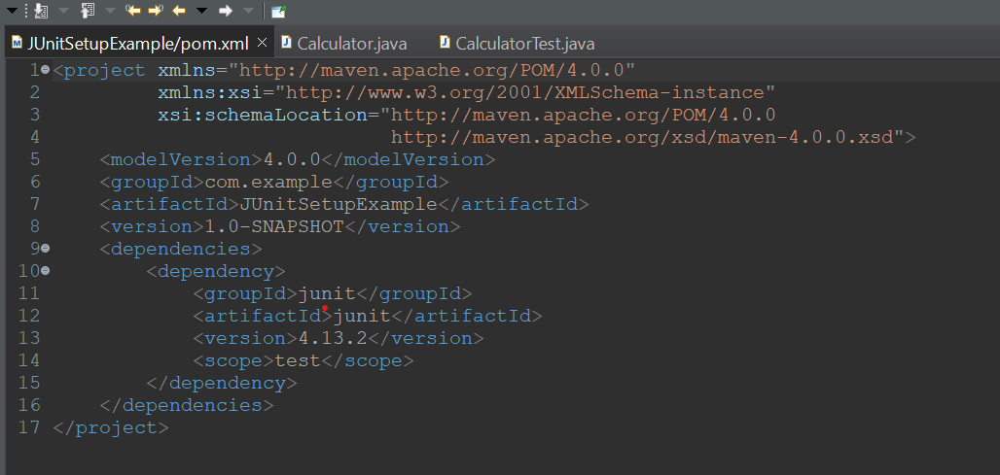 JUnitSetupExample/pom.xml Calculator.java CalculatorTest.java
1 <project xmlns="http://maven.apache.org/POM/4.0.0"
2 xmlns:xsi="http://www.w3.org/2001/XMLSchema-instance"
3 xsi:schemaLocation="http://maven.apache.org/POM/4.0.0
4 http://maven.apache.org/xsd/maven-4.0.0.xsd">
5 <modelVersion>4.0.0</modelVersion>
6 <groupId>com.example</groupId>
7 <artifactId>JUnitSetupExample</artifactId>
8 <version>1.0-SNAPSHOT</version>
9 <dependencies>
10 <dependency>
11 <groupId>junit</groupId>
12 <artifactId>junit</artifactId>
13 <version>4.13.2</version>
14 <scope>test</scope>
15 </dependency>
16 </dependencies>
17 </project>